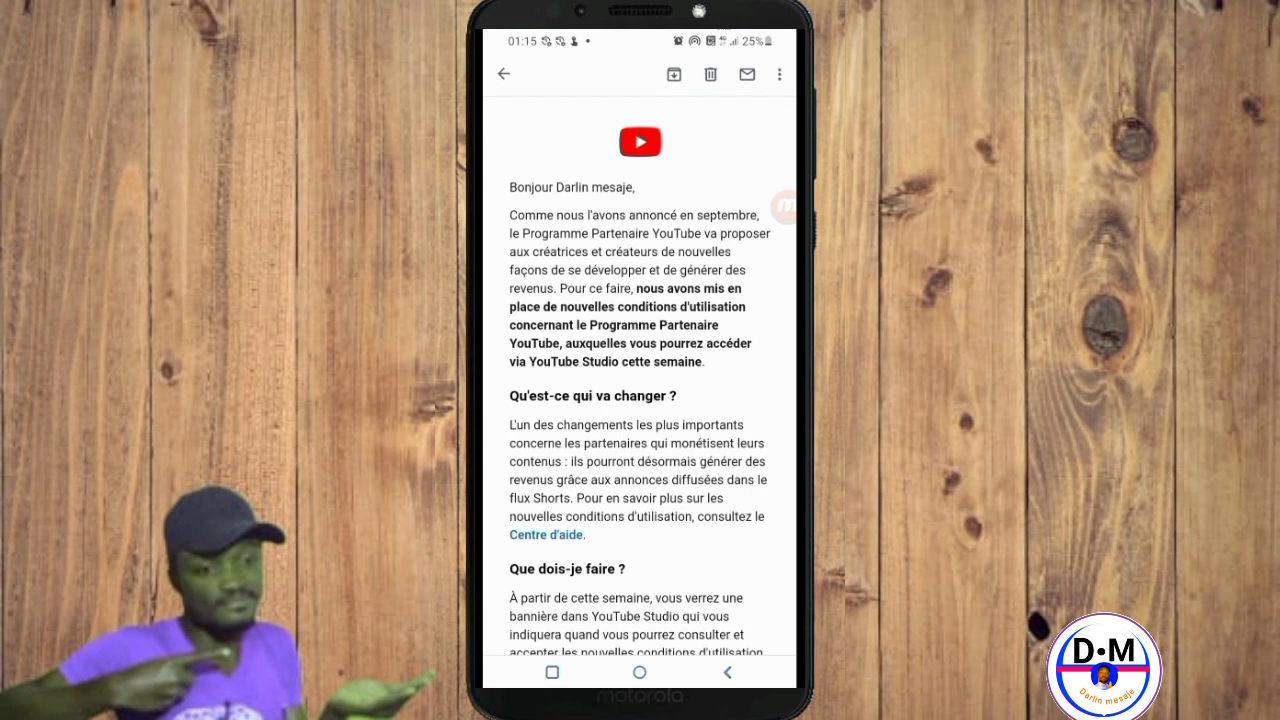 01:15
25%
Bonjour Darlin mesaje,
Comme nous l'avons annoncé en septembre,
le Programme Partenaire YouTube va proposer
aux créatrices et créateurs de nouvelles
façons de se développer et de générer des
revenus. Pour ce faire, nous avons mis en
place de nouvelles conditions d'utilisation
concernant le Programme Partenaire
YouTube, auxquelles vous pourrez accéder
via YouTube Studio cette semaine.
Qu'est-ce qui va changer ?
L'un des changements les plus importants
concerne les partenaires qui monétisent leurs
contenus : ils pourront désormais générer des
revenus grâce aux annonces diffusées dans le
flux Shorts. Pour en savoir plus sur les
nouvelles conditions d'utilisation, consultez le
Centre d'aide.
Que dois-je faire ?
À partir de cette semaine, vous verrez une
bannière dans YouTube Studio qui vous
indiquera quand vous pourrez consulter et
accepter les nouvelles conditions d'utilisation
motorola
D•M
Darlin mesaje